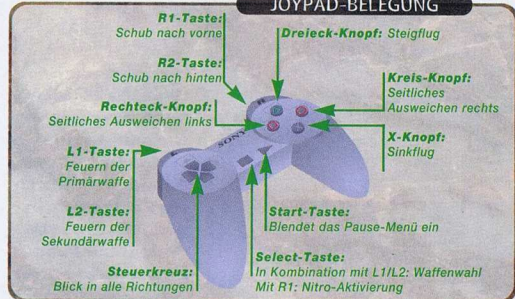 JOYPAD-BELEGUNG
R1-Taste:
Schub nach vorne
Dreieck-Knopf: Steigflug
R2-Taste:
Schub nach hinten
Kreis-Knopf:
Seitliches
Ausweichen rechts
Rechteck-Knopf:
Seitliches Ausweichen links
X-Knopf:
Sinkflug
R
L
SONY
L1-Taste:
Feuern der
Primärwaffe
L2-Taste:
Feuern der
Sekundärwaffe
Start-Taste:
Blendet das Pause-Menü ein
Steuerkreuz:
Blick in alle Richtungen
Select-Taste:
In Kombination mit L1/L2: Waffenwahl
Mit R1: Nitro-Aktivierung